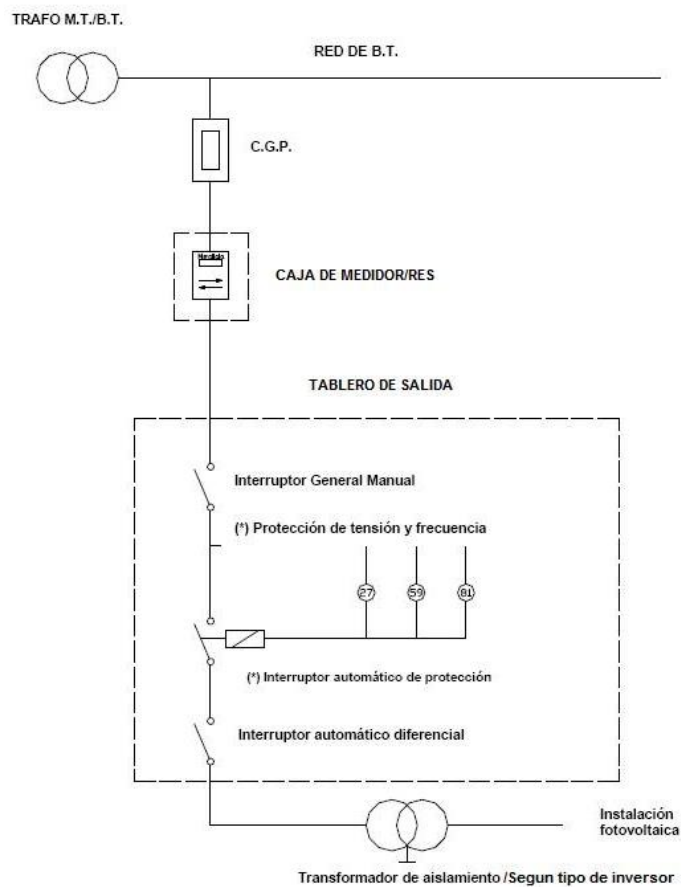 TRAFO M.T./B.T.
RED DE B.T.
C.G.P.
CAJA DE MEDIDOR/RES
TABLERO DE SALIDA
Interruptor General Manual
(*) Protección de tensión y frecuencia
27 59 81
(*) Interruptor automático de protección
Interruptor automático diferencial
Instalación
fotovoltaica
Transformador de aislamiento /Segun tipo de inversor